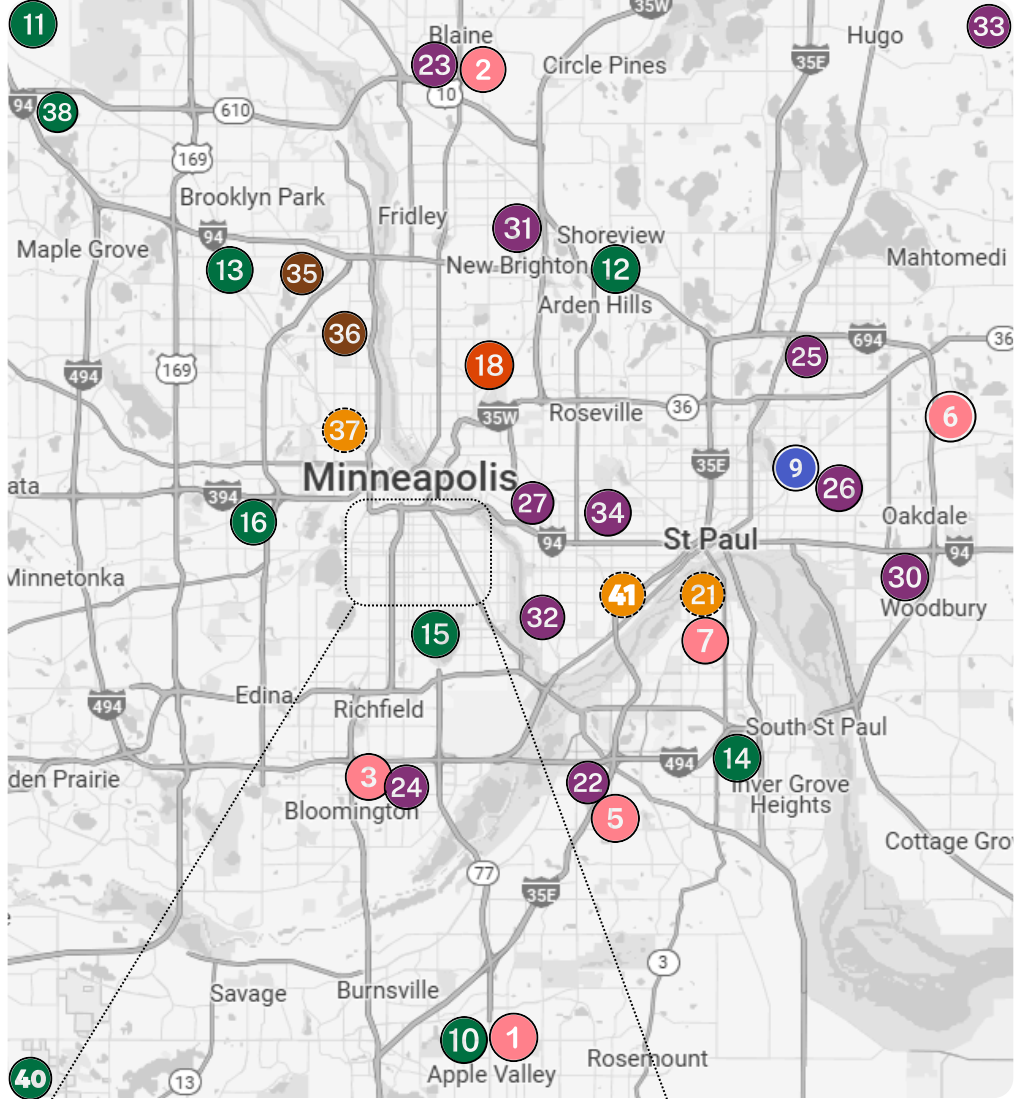 35W
11
33
Blaine
Hugo
23
2
Circle Pines
35E
10
94
38
610
169
Brooklyn Park
Fridley
31
94
Shoreview
Maple Grove
13
35
New Brighton
12
Mahtomedi
Arden Hills
36
694
36
18
25
494
169
35W
Roseville
36
6
37
Minneapolis
35E
9
26
ata
394
27
34
16
Oakdale
94
St Paul
94
Minnetonka
30
41
21
Woodbury
32
15
7
Edina
494
Richfield
South St Paul
den Prairie
3
24
22
494
14
Bloomington
5
Inver Grove
Heights
Cottage Gro
77
35E
3
Savage
Burnsville
10
1
Rosemount
Apple Valley
40
13